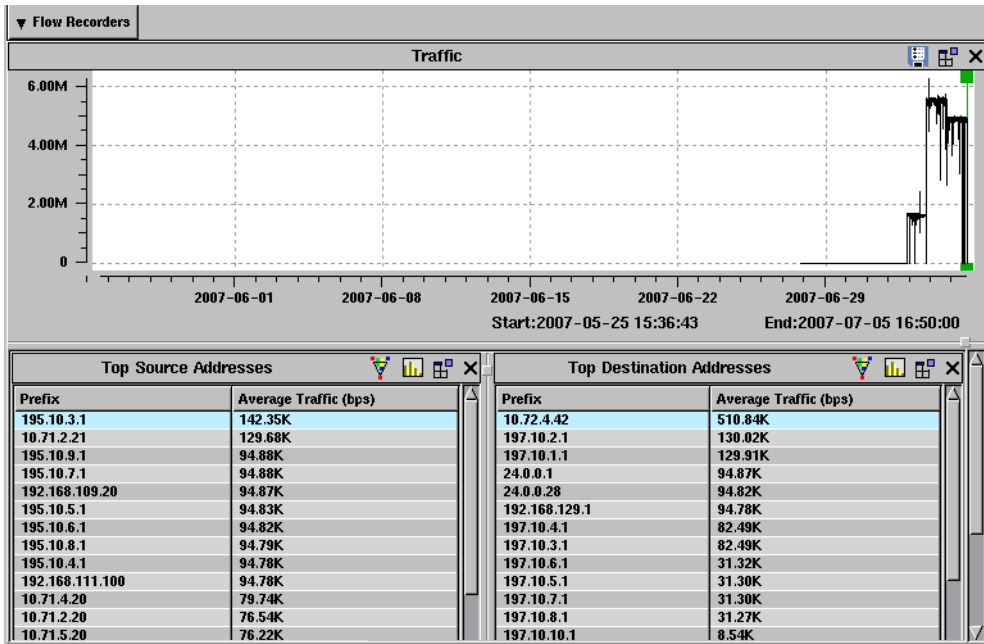 ▼ Flow Recorders
Traffic
6.00M
4.00M
2.00M
0
2007-06-01 2007-06-08 2007-06-15 2007-06-22 2007-06-29
Start:2007-05-25 15:36:43 End:2007-07-05 16:50:00
Top Source Addresses
Prefix Average Traffic (bps)
195.10.3.1 142.35K
10.71.2.21 129.68K
195.10.9.1 94.88K
195.10.7.1 94.88K
192.168.109.20 94.87K
195.10.5.1 94.83K
195.10.6.1 94.82K
195.10.8.1 94.79K
195.10.4.1 94.78K
192.168.111.100 94.78K
10.71.4.20 79.74K
10.71.2.20 76.54K
10.71.5.20 76.22K
Top Destination Addresses
Prefix Average Traffic (bps)
10.72.4.42 510.84K
197.10.2.1 130.02K
197.10.1.1 129.91K
24.0.0.1 94.87K
24.0.0.28 94.82K
192.168.129.1 94.78K
197.10.4.1 82.49K
197.10.3.1 82.49K
197.10.6.1 31.32K
197.10.5.1 31.30K
197.10.7.1 31.30K
197.10.8.1 31.27K
197.10.10.1 8.54K